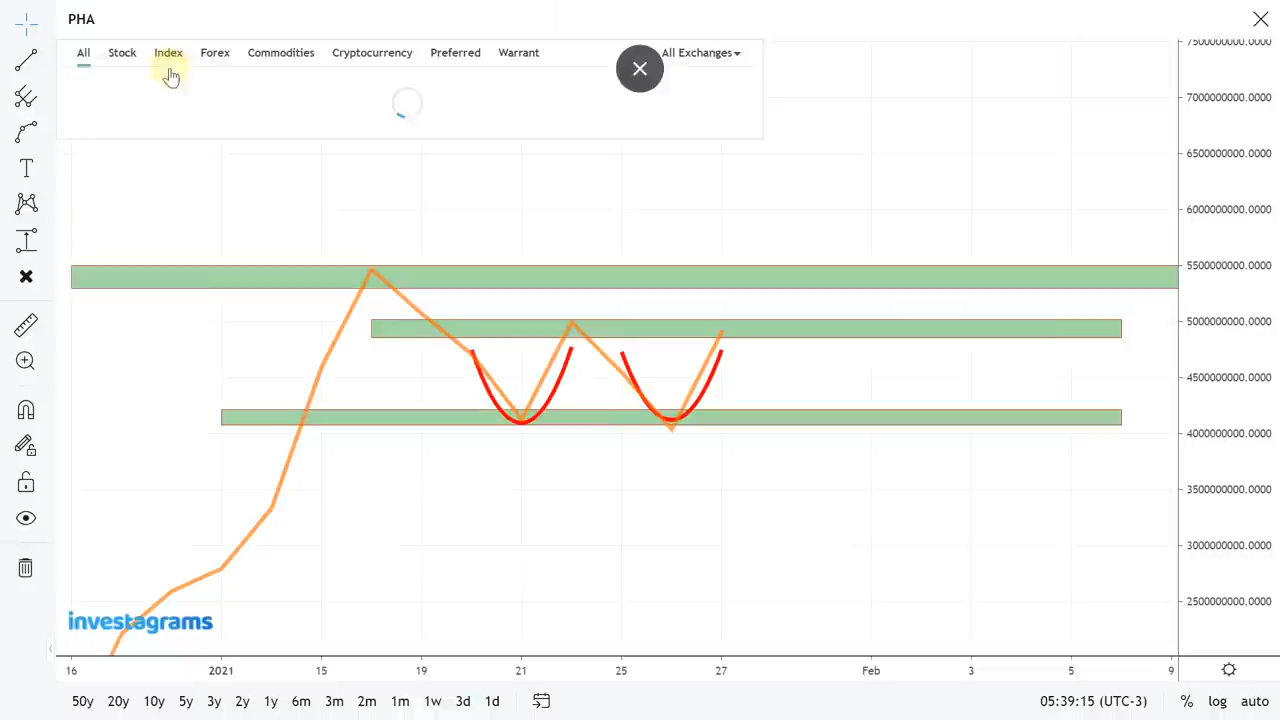 PHA
All Stock Index Forex Commodities Cryptocurrency Preferred Warrant All Exchanges
7500000000.0000
7000000000.0000
6500000000.0000
6000000000.0000
5500000000.0000
5000000000.0000
4500000000.0000
4000000000.0000
3500000000.0000
3000000000.0000
2500000000.0000
investagrams
16 2021 15 19 21 25 27 Feb 3 5 9
50y 20y 10y 5y 3y 2y 1y 6m 3m 2m 1m 1w 3d 1d 05:39:15 (UTC-3) % log auto